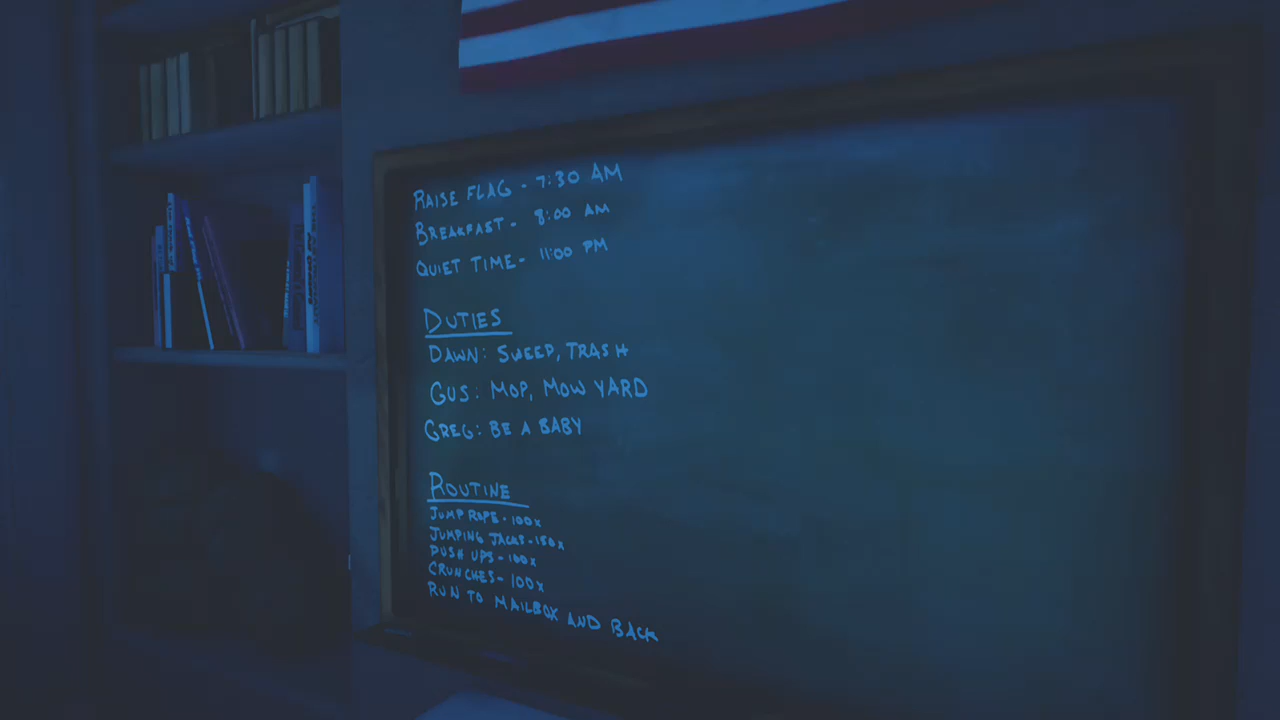 RAISE FLAG - 7:30 AM
BREAKFAST - 8:00 AM
QUIET TIME - 11:00 PM
DUTIES
DAWN: SWEEP, TRASH
GUS: MOP, MOW YARD
GREG: BE A BABY
ROUTINE
JUMP ROPE - 100x
JUMPING JACKS - 150x
PUSH UPS - 100x
CRUNCHES - 100x
RUN TO MAILBOX AND BACK